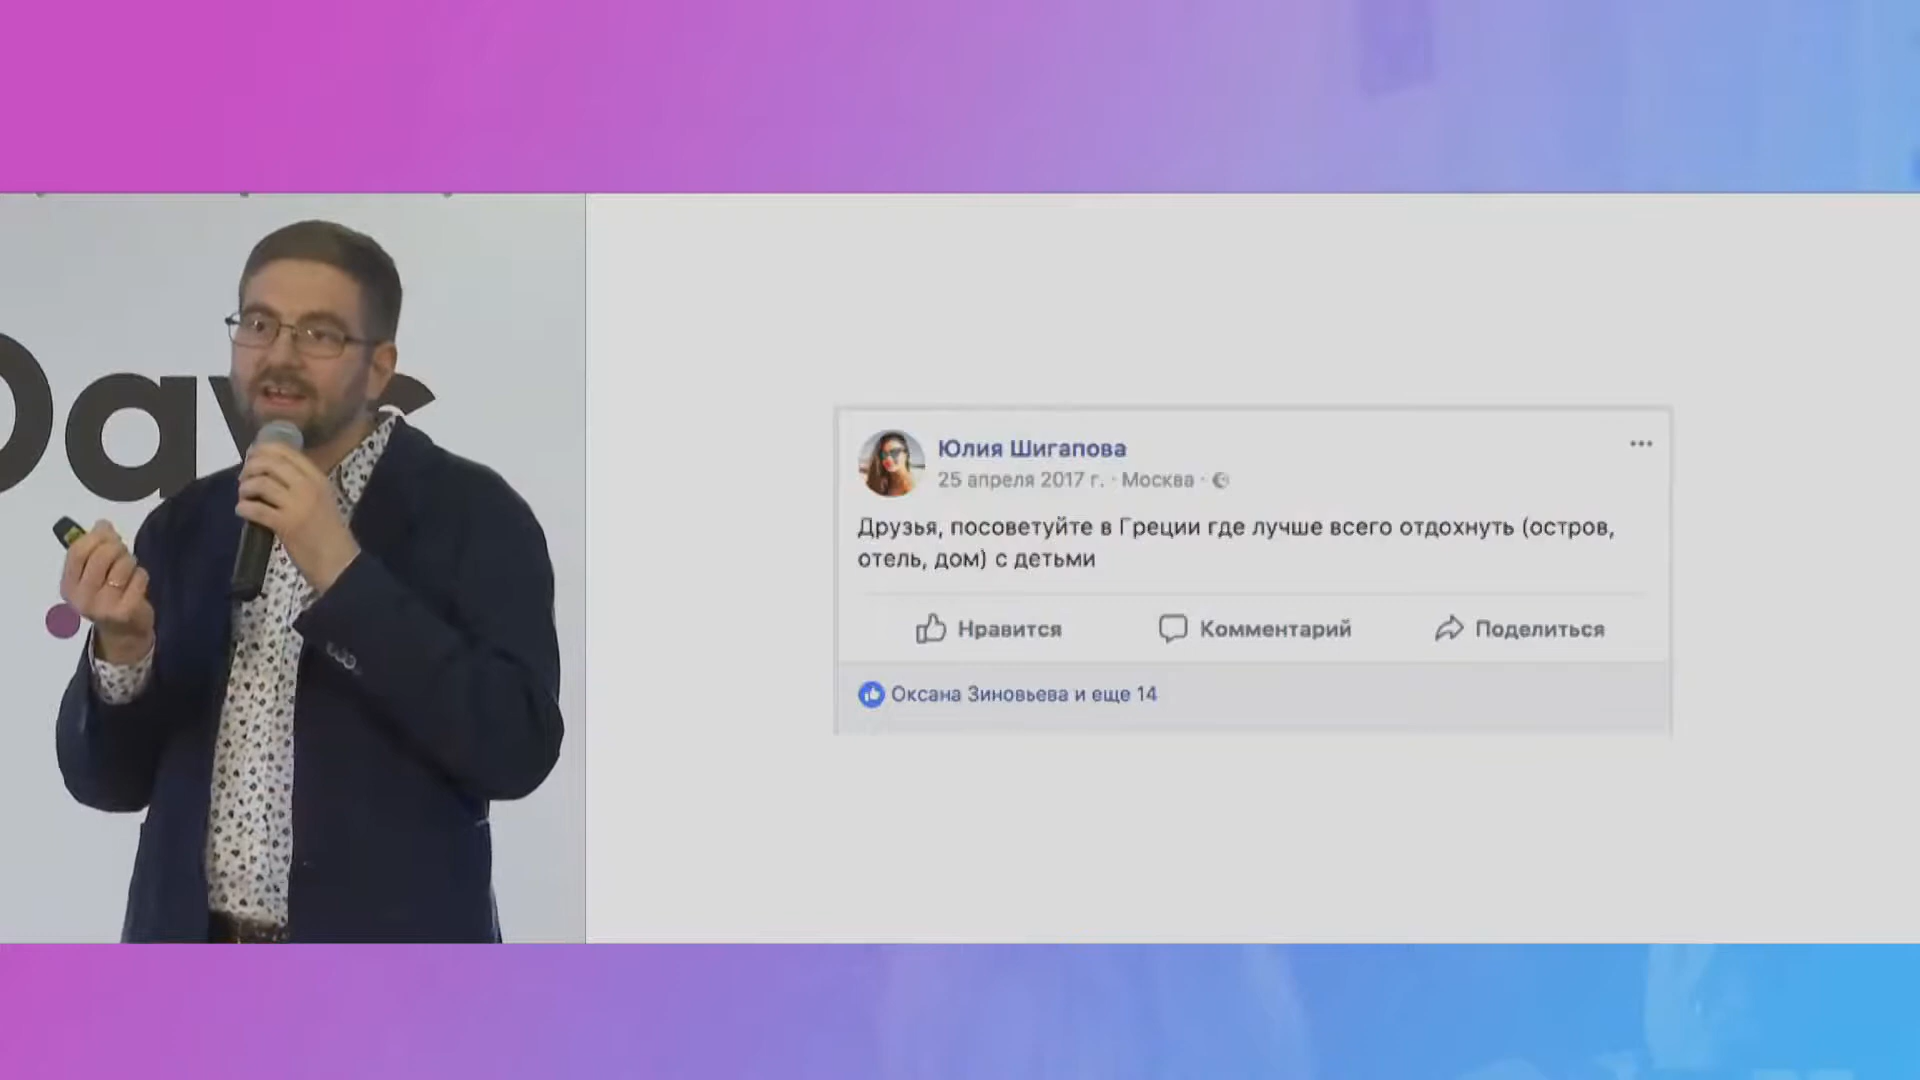 Days
Юлия Шигапова
25 апреля 2017 г. · Москва ·
Друзья, посоветуйте в Греции где лучше всего отдохнуть (остров,
отель, дом) с детьми
Нравится Комментарий Поделиться
Оксана Зиновьева и еще 14